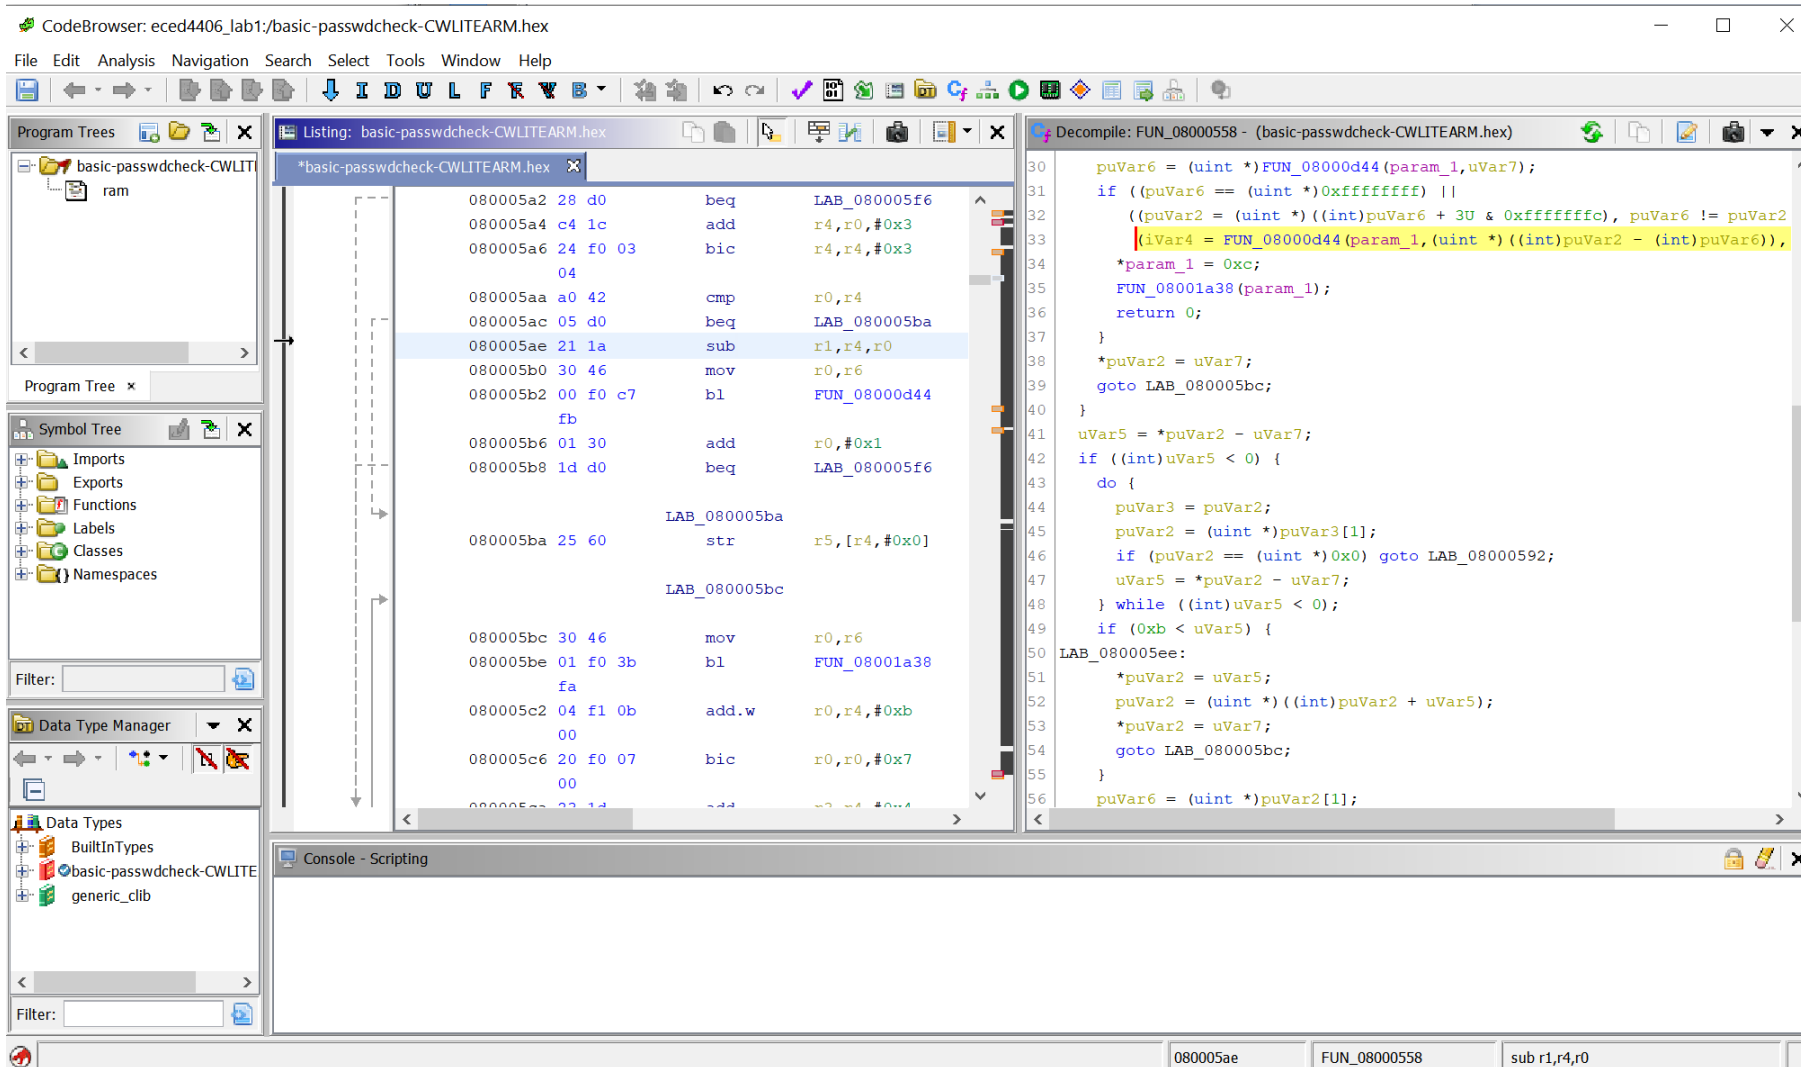 CodeBrowser: eced4406_lab1:/basic-passwdcheck-CWLITEARM.hex
File Edit Analysis Navigation Search Select Tools Window Help
I D U L F B
Program Trees
basic-passwdcheck-CWLITI
ram
Program Tree ×
Symbol Tree
Imports
Exports
Functions
Labels
Classes
Namespaces
Filter:
Data Type Manager
Data Types
BuiltInTypes
basic-passwdcheck-CWLITE
generic_clib
Filter:
Listing: basic-passwdcheck-CWLITEARM.hex
*basic-passwdcheck-CWLITEARM.hex
080005a2 28 d0 beq LAB_080005f6
080005a4 c4 1c add r4,r0,#0x3
080005a6 24 f0 03 bic r4,r4,#0x3
04
080005aa a0 42 cmp r0,r4
080005ac 05 d0 beq LAB_080005ba
080005ae 21 1a sub r1,r4,r0
080005b0 30 46 mov r0,r6
080005b2 00 f0 c7 bl FUN_08000d44
fb
080005b6 01 30 add r0,#0x1
080005b8 1d d0 beq LAB_080005f6
LAB_080005ba
080005ba 25 60 str r5,[r4,#0x0]
LAB_080005bc
080005bc 30 46 mov r0,r6
080005be 01 f0 3b bl FUN_08001a38
fa
080005c2 04 f1 0b add.w r0,r4,#0xb
00
080005c6 20 f0 07 bic r0,r0,#0x7
00
080005ca 23 1d add r3,r4,#0x4
Decompile: FUN_08000558 - (basic-passwdcheck-CWLITEARM.hex)
30 puVar6 = (uint *)FUN_08000d44(param_1,uVar7);
31 if ((puVar6 == (uint *)0xffffffff) ||
32 ((puVar2 = (uint *)((int)puVar6 + 3U & 0xfffffffc), puVar6 != puVar2
33 (iVar4 = FUN_08000d44(param_1,(uint *)((int)puVar2 - (int)puVar6)),
34 *param_1 = 0xc;
35 FUN_08001a38(param_1);
36 return 0;
37 }
38 *puVar2 = uVar7;
39 goto LAB_080005bc;
40 }
41 uVar5 = *puVar2 - uVar7;
42 if ((int)uVar5 < 0) {
43 do {
44 puVar3 = puVar2;
45 puVar2 = (uint *)puVar3[1];
46 if (puVar2 == (uint *)0x0) goto LAB_08000592;
47 uVar5 = *puVar2 - uVar7;
48 } while ((int)uVar5 < 0);
49 if (0xb < uVar5) {
50 LAB_080005ee:
51 *puVar2 = uVar5;
52 puVar2 = (uint *)((int)puVar2 + uVar5);
53 *puVar2 = uVar7;
54 goto LAB_080005bc;
55 }
56 puVar6 = (uint *)puVar2[1];
Console - Scripting
080005ae FUN_08000558 sub r1,r4,r0